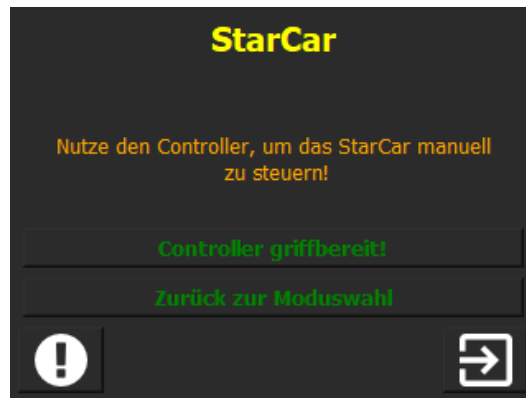 StarCar
Nutze den Controller, um das StarCar manuell
zu steuern!
Controller griffbereit!
Zurück zur Moduswahl